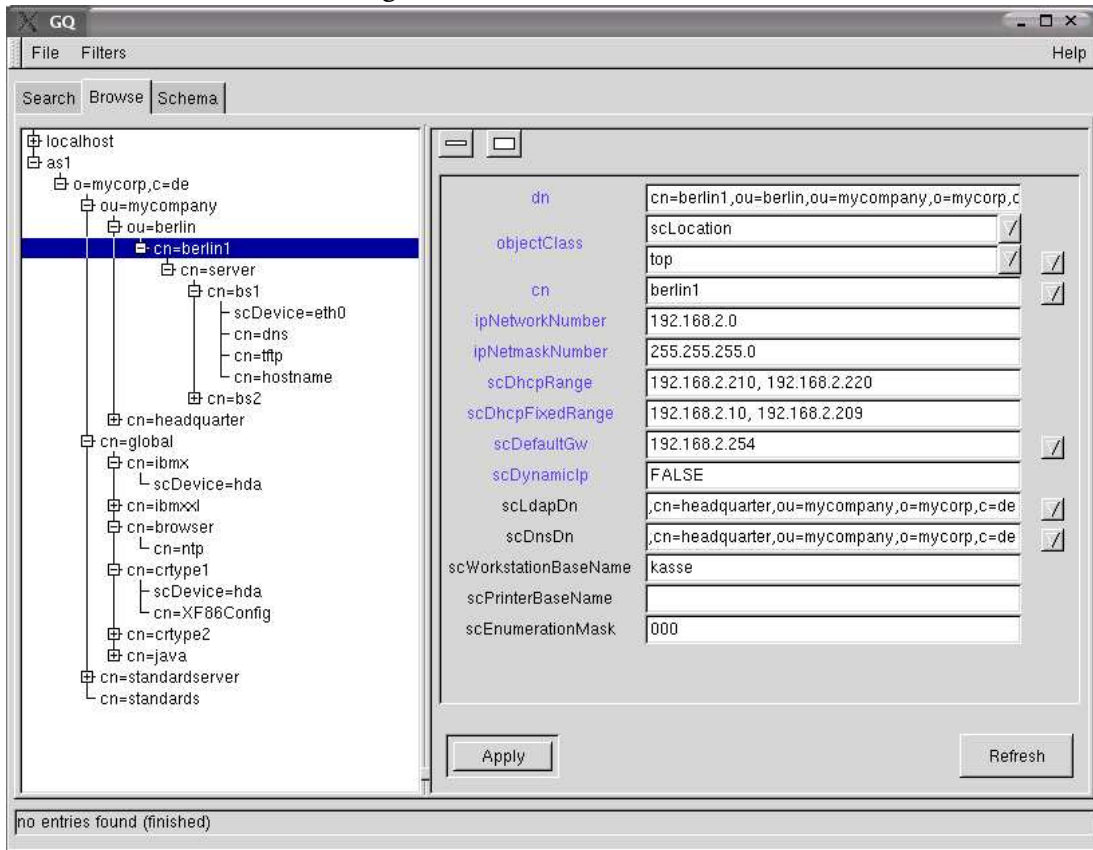 GQ
File Filters Help
Search Browse Schema
localhost
as1
o=mycorp,c=de
ou=mycompany
ou=berlin
cn=berlin1
cn=server
cn=bs1
scDevice=eth0
cn=dns
cn=tftp
cn=hostname
cn=bs2
cn=headquarter
cn=global
cn=ibmx
scDevice=hda
cn=ibmxxl
cn=browser
cn=ntp
cn=crtype1
scDevice=hda
cn=XF86Config
cn=crtype2
cn=java
cn=standardserver
cn=standards
dn cn=berlin1,ou=berlin,ou=mycompany,o=mycorp,c
objectClass scLocation
top
cn berlin1
ipNetworkNumber 192.168.2.0
ipNetmaskNumber 255.255.255.0
scDhcpRange 192.168.2.210, 192.168.2.220
scDhcpFixedRange 192.168.2.10, 192.168.2.209
scDefaultGw 192.168.2.254
scDynamicIp FALSE
scLdapDn ,cn=headquarter,ou=mycompany,o=mycorp,c=de
scDnsDn ,cn=headquarter,ou=mycompany,o=mycorp,c=de
scWorkstationBaseName kasse
scPrinterBaseName
scEnumerationMask 000
Apply Refresh
no entries found (finished)